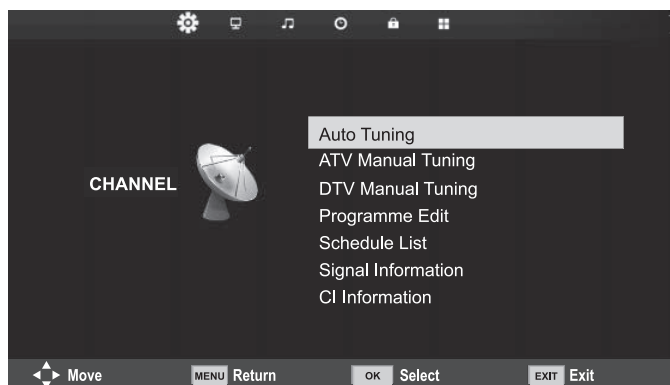 Auto Tuning
ATV Manual Tuning
CHANNEL
DTV Manual Tuning
Programme Edit
Schedule List
Signal Information
CI Information
Move MENU Return OK Select EXIT Exit